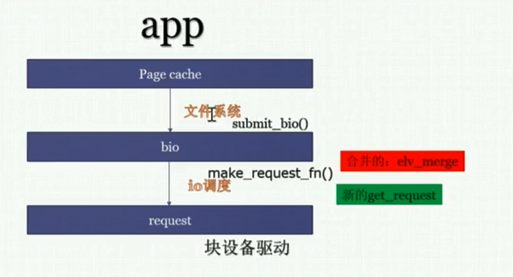 app
Page cache
文件系统
submit_bio()
bio
make_request_fn()
合并的：elv_merge
io调度
新的get_request
request
块设备驱动